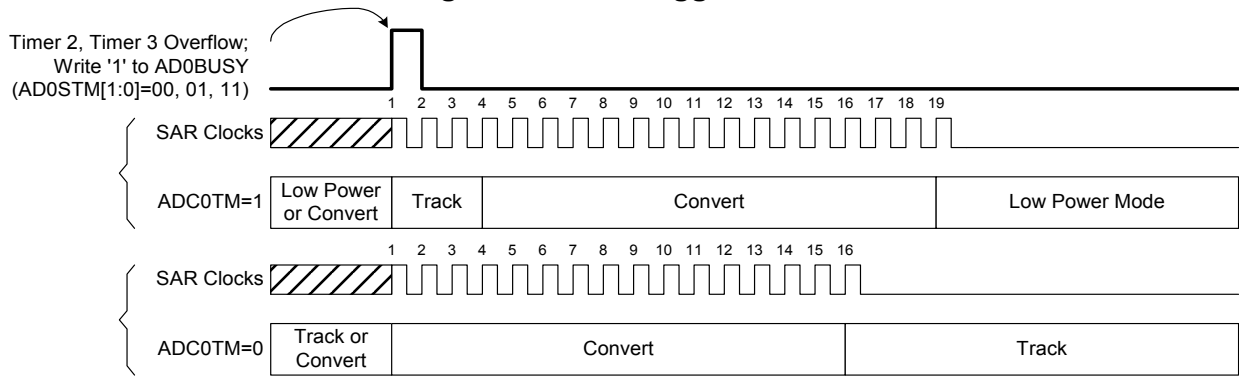 Timer 2, Timer 3 Overflow;
Write '1' to AD0BUSY
(AD0STM[1:0]=00, 01, 11)
1 2 3 4 5 6 7 8 9 10 11 12 13 14 15 16 17 18 19
SAR Clocks
ADC0TM=1
Low Power
or Convert
Track
Convert
Low Power Mode
1 2 3 4 5 6 7 8 9 10 11 12 13 14 15 16
SAR Clocks
ADC0TM=0
Track or
Convert
Convert
Track